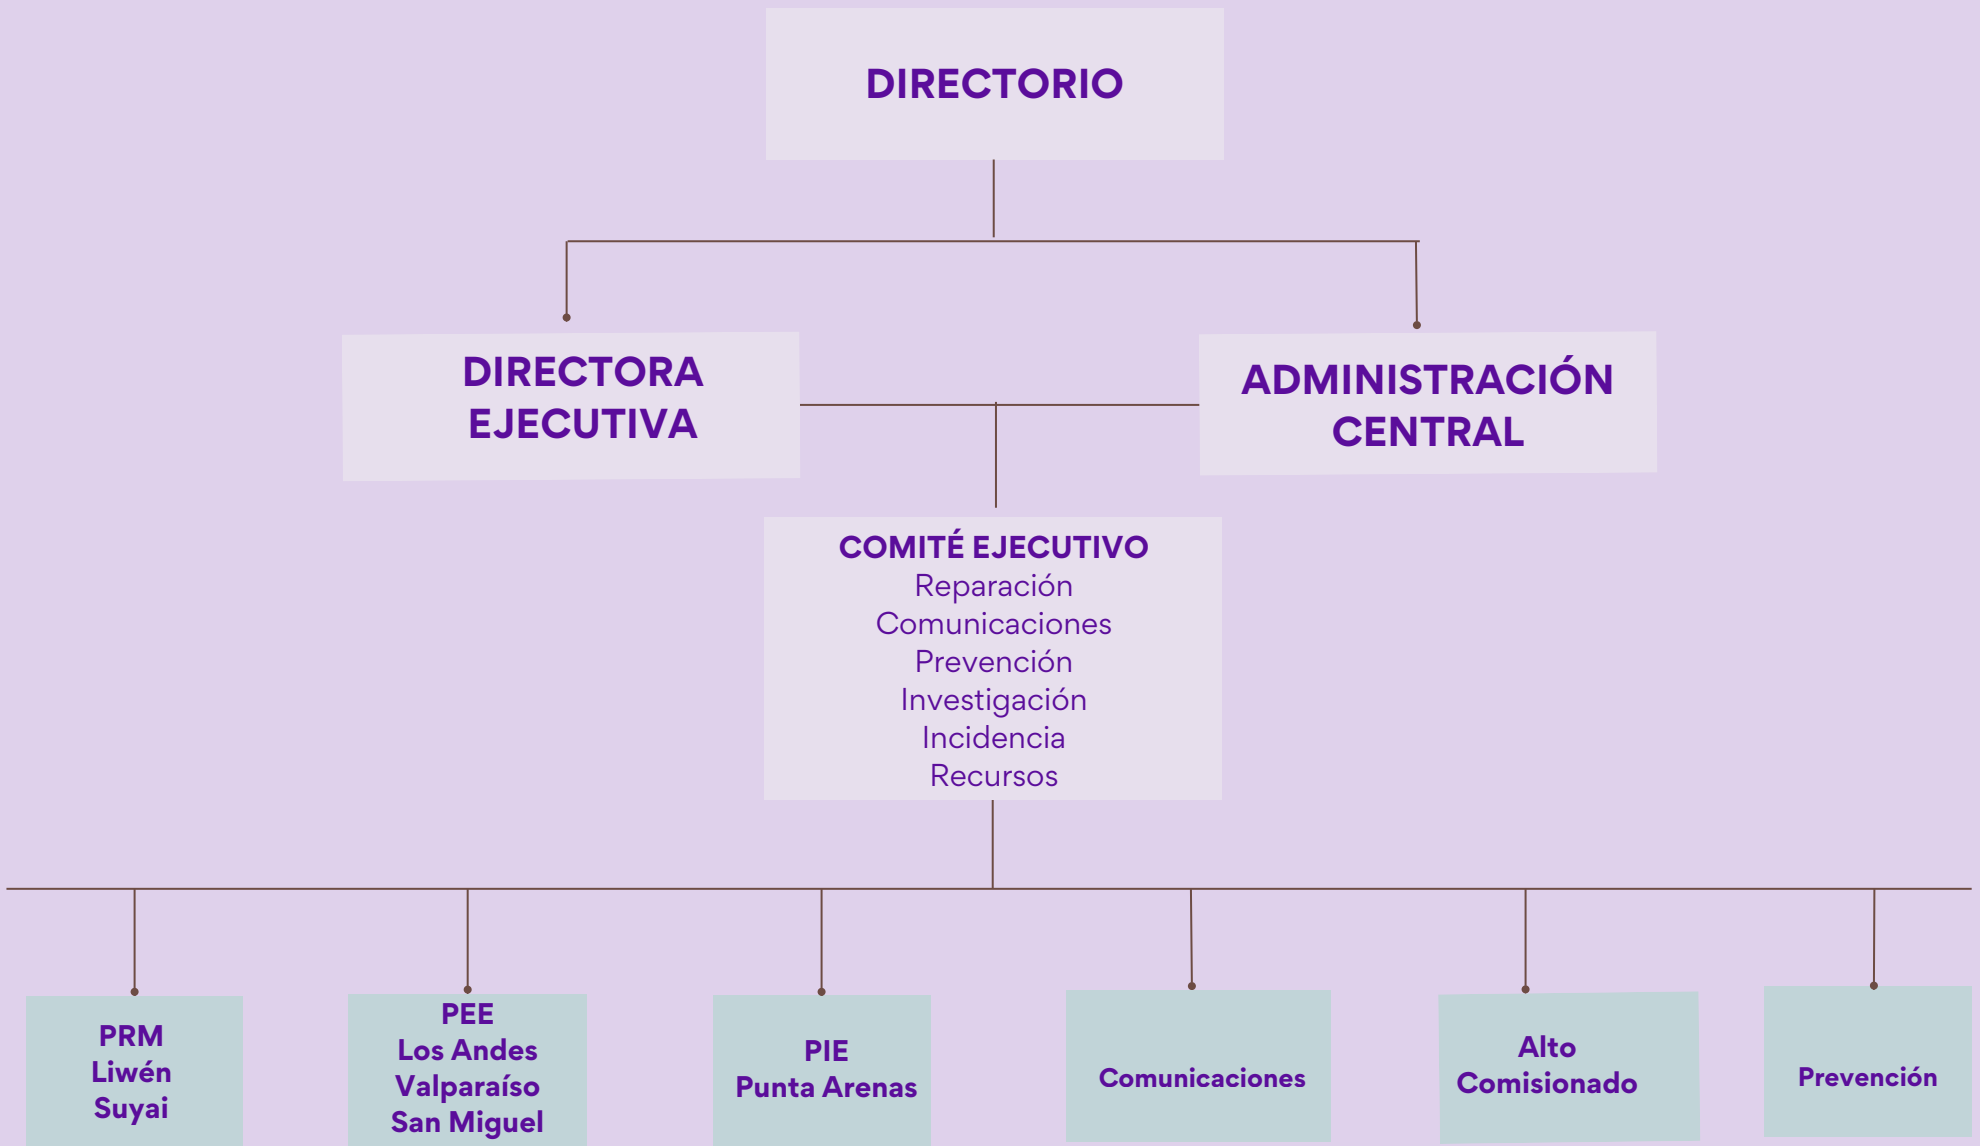 DIRECTORIO
DIRECTORA
EJECUTIVA
ADMINISTRACIÓN
CENTRAL
COMITÉ EJECUTIVO
Reparación
Comunicaciones
Prevención
Investigación
Incidencia
Recursos
PRM
Liwén
Suyai
PEE
Los Andes
Valparaíso
San Miguel
PIE
Punta Arenas
Comunicaciones
Alto
Comisionado
Prevención